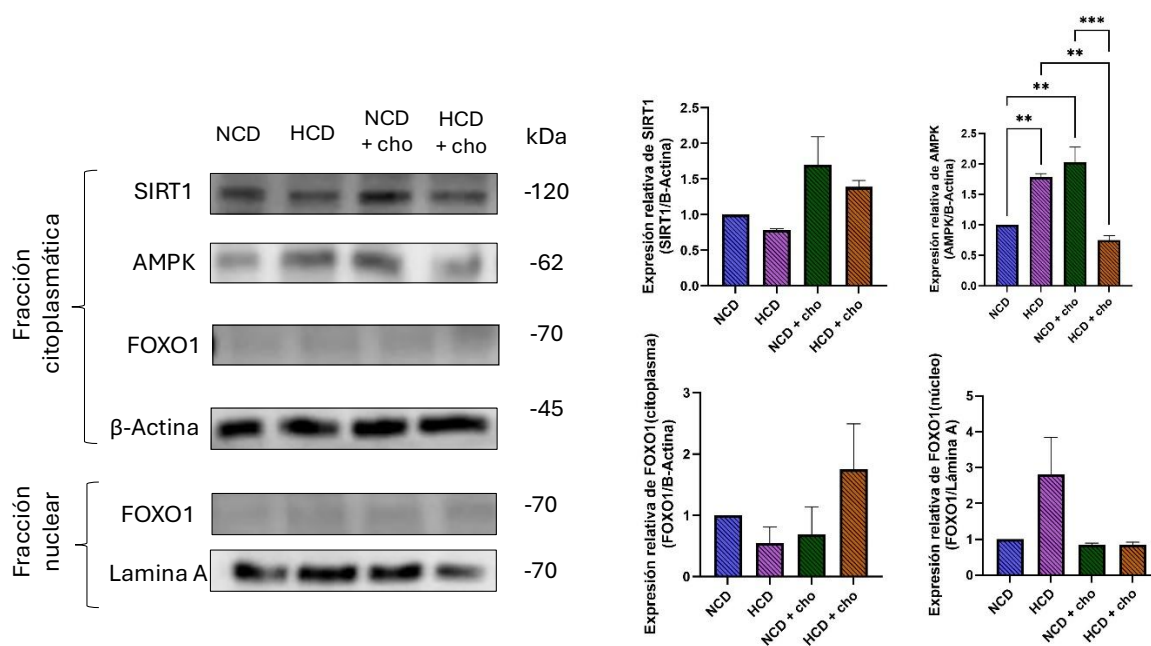 NCD
HCD
NCD
+ cho
HCD
+ cho
kDa
Fracción
citoplasmática
SIRT1
-120
AMPK
-62
FOXO1
-70
β-Actina
-45
Fracción
nuclear
FOXO1
-70
Lamina A
-70
Expresión relativa de SIRT1
(SIRT1/B-Actina)
2.5
2.0
1.5
1.0
0.5
0.0
NCD
HCD
NCD + cho
HCD + cho
Expresión relativa de AMPK
(AMPK/B-Actina)
***
**
**
**
2.5
2.0
1.5
1.0
0.5
0.0
NCD
HCD
NCD + cho
HCD + cho
Expresión relativa de FOXO1(citoplasma)
(FOXO1/B-Actina)
3
2
1
0
NCD
HCD
NCD + cho
HCD + cho
Expresión relativa de FOXO1(núcleo)
(FOXO1/Lámina A)
5
4
3
2
1
0
NCD
HCD
NCD + cho
HCD + cho